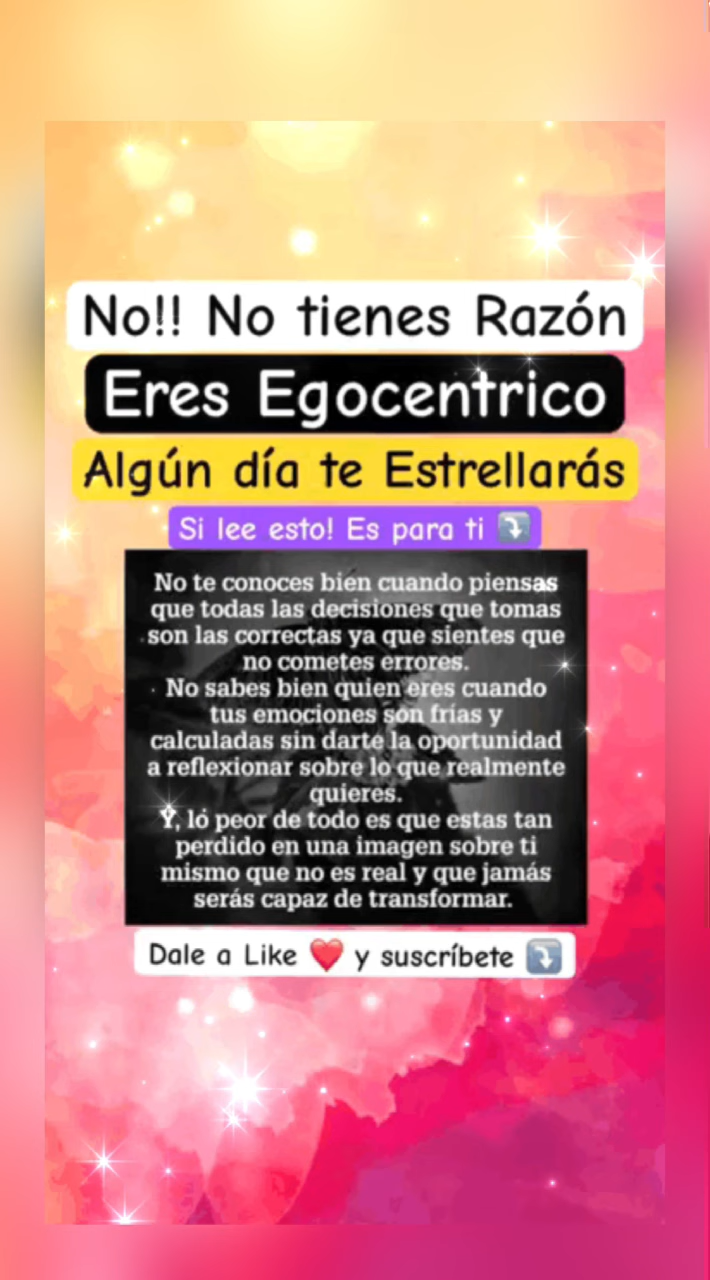 No!! No tienes Razón
Eres Egocentrico
Algún día te Estrellarás
Si lee esto! Es para ti ⤵️
No te conoces bien cuando piensas
que todas las decisiones que tomas
son las correctas ya que sientes que
no cometes errores.
No sabes bien quien eres cuando
tus emociones son frías y
calculadas sin darte la oportunidad
a reflexionar sobre lo que realmente
quieres.
Y, lo peor de todo es que estas tan
perdido en una imagen sobre ti
mismo que no es real y que jamás
serás capaz de transformar.
Dale a Like ❤️ y suscríbete ⤵️